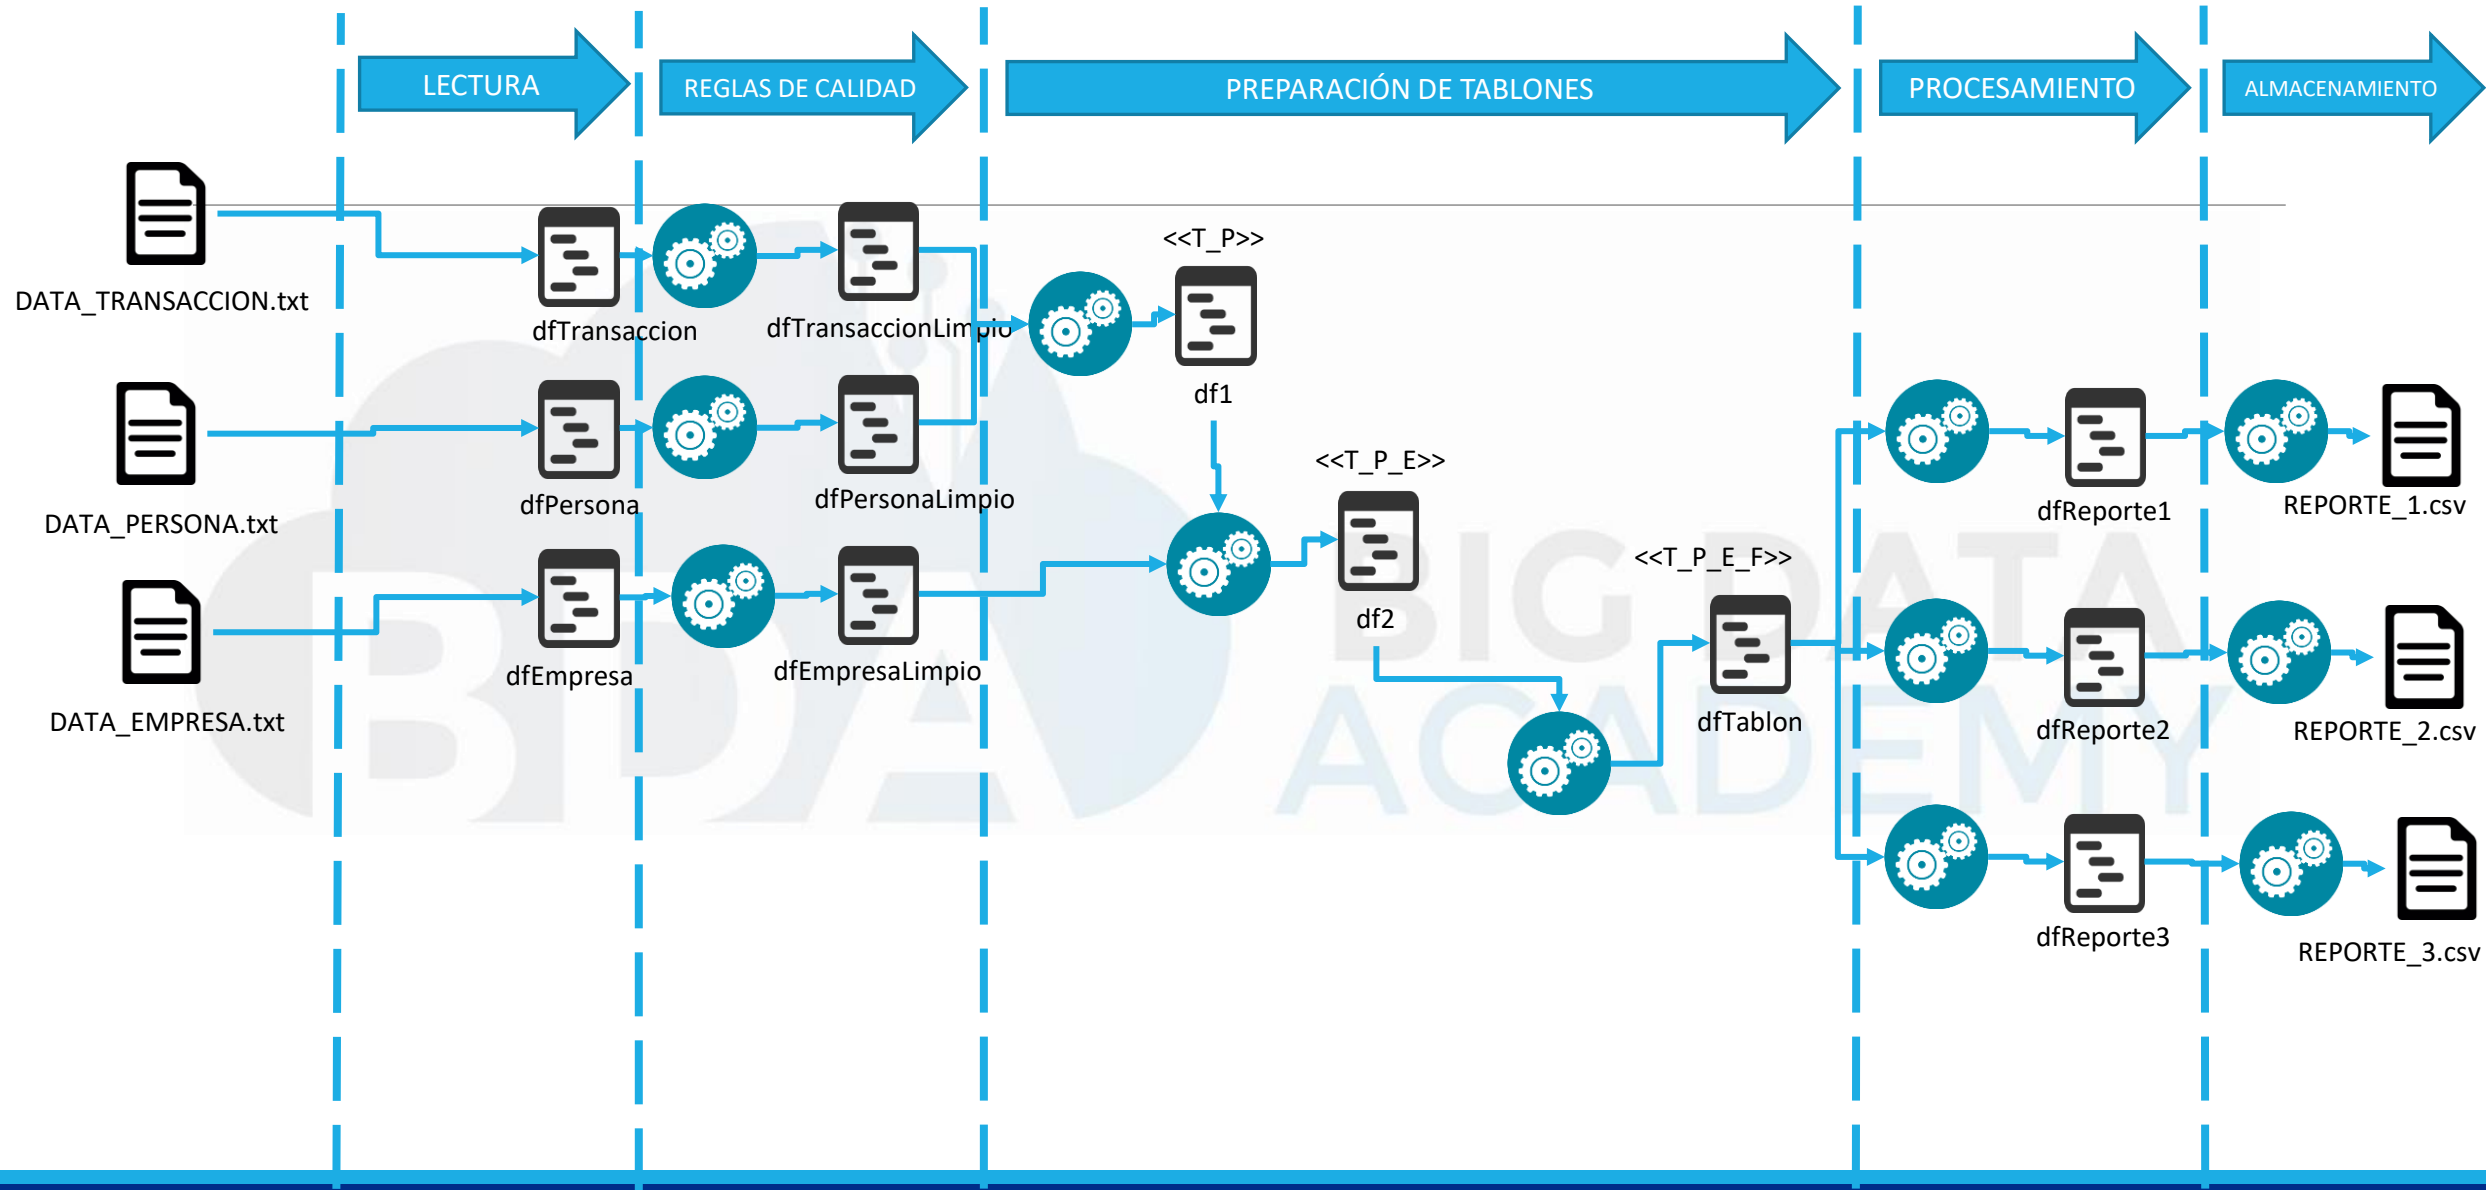 LECTURA
REGLAS DE CALIDAD
PREPARACIÓN DE TABLONES
PROCESAMIENTO
ALMACENAMIENTO
DATA_TRANSACCION.txt
dfTransaccion
dfTransaccionLimpio
<<T_P>>
df1
DATA_PERSONA.txt
dfPersona
dfPersonaLimpio
<<T_P_E>>
df2
DATA_EMPRESA.txt
dfEmpresa
dfEmpresaLimpio
<<T_P_E_F>>
dfTablon
dfReporte1
REPORTE_1.csv
dfReporte2
REPORTE_2.csv
dfReporte3
REPORTE_3.csv
BDA
BIG DATA
ACADEMY